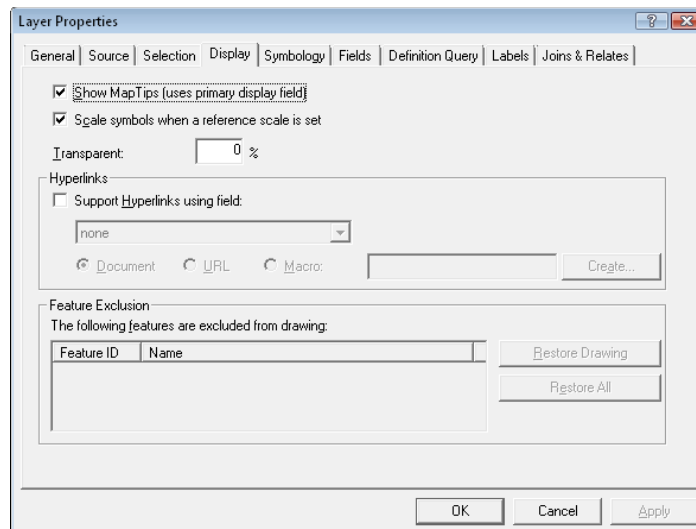 Layer Properties
General Source Selection Display Symbology Fields Definition Query Labels Joins & Relates
Show MapTips (uses primary display field)
Scale symbols when a reference scale is set
Transparent: 0 %
Hyperlinks
Support Hyperlinks using field:
none
Document URL Macro: Create...
Feature Exclusion
The following features are excluded from drawing:
Feature ID Name
Restore Drawing
Restore All
OK Cancel Apply